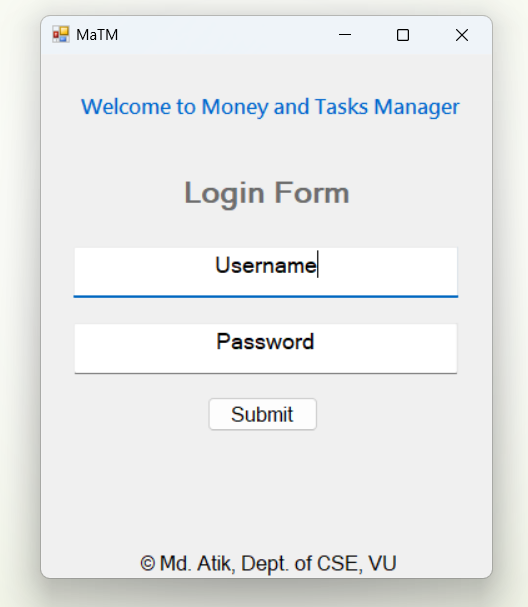 MaTM
Welcome to Money and Tasks Manager
Login Form
Username
Password
Submit
© Md. Atik, Dept. of CSE, VU